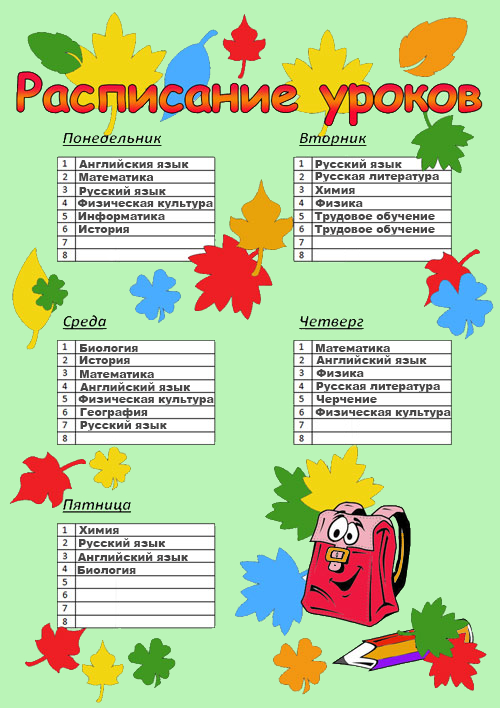 Расписание уроков
Понедельник
1 Английския язык
2 Математика
3 Русский язык
4 Физическая культура
5 Информатика
6 История
7
8
Вторник
1 Русский язык
2 Русская литература
3 Химия
4 Физика
5 Трудовое обучение
6 Трудовое обучение
7
8
Среда
1 Биология
2 История
3 Математика
4 Английский язык
5 Физическая культура
6 География
7 Русский язык
8
Четверг
1 Математика
2 Английский язык
3 Физика
4 Русская литература
5 Черчение
6 Физическая культура
7
8
Пятница
1 Химия
2 Русский язык
3 Английский язык
4 Биология
5
6
7
8